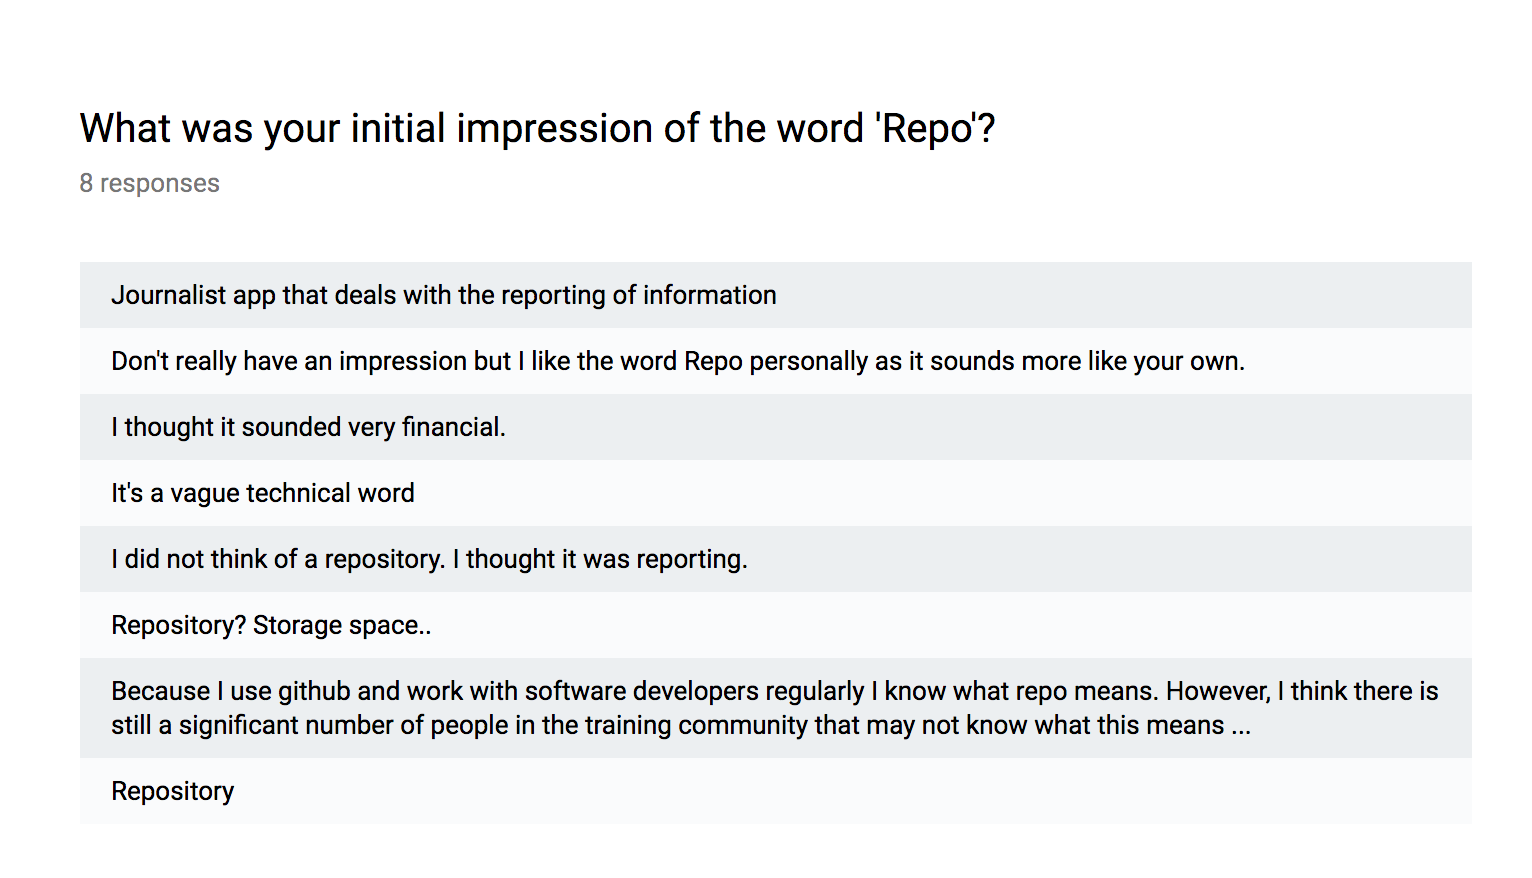 What was your initial impression of the word 'Repo'?
8 responses
Journalist app that deals with the reporting of information
Don't really have an impression but I like the word Repo personally as it sounds more like your own.
I thought it sounded very financial.
It's a vague technical word
I did not think of a repository. I thought it was reporting.
Repository? Storage space..
Because I use github and work with software developers regularly I know what repo means. However, I think there is
still a significant number of people in the training community that may not know what this means ...
Repository